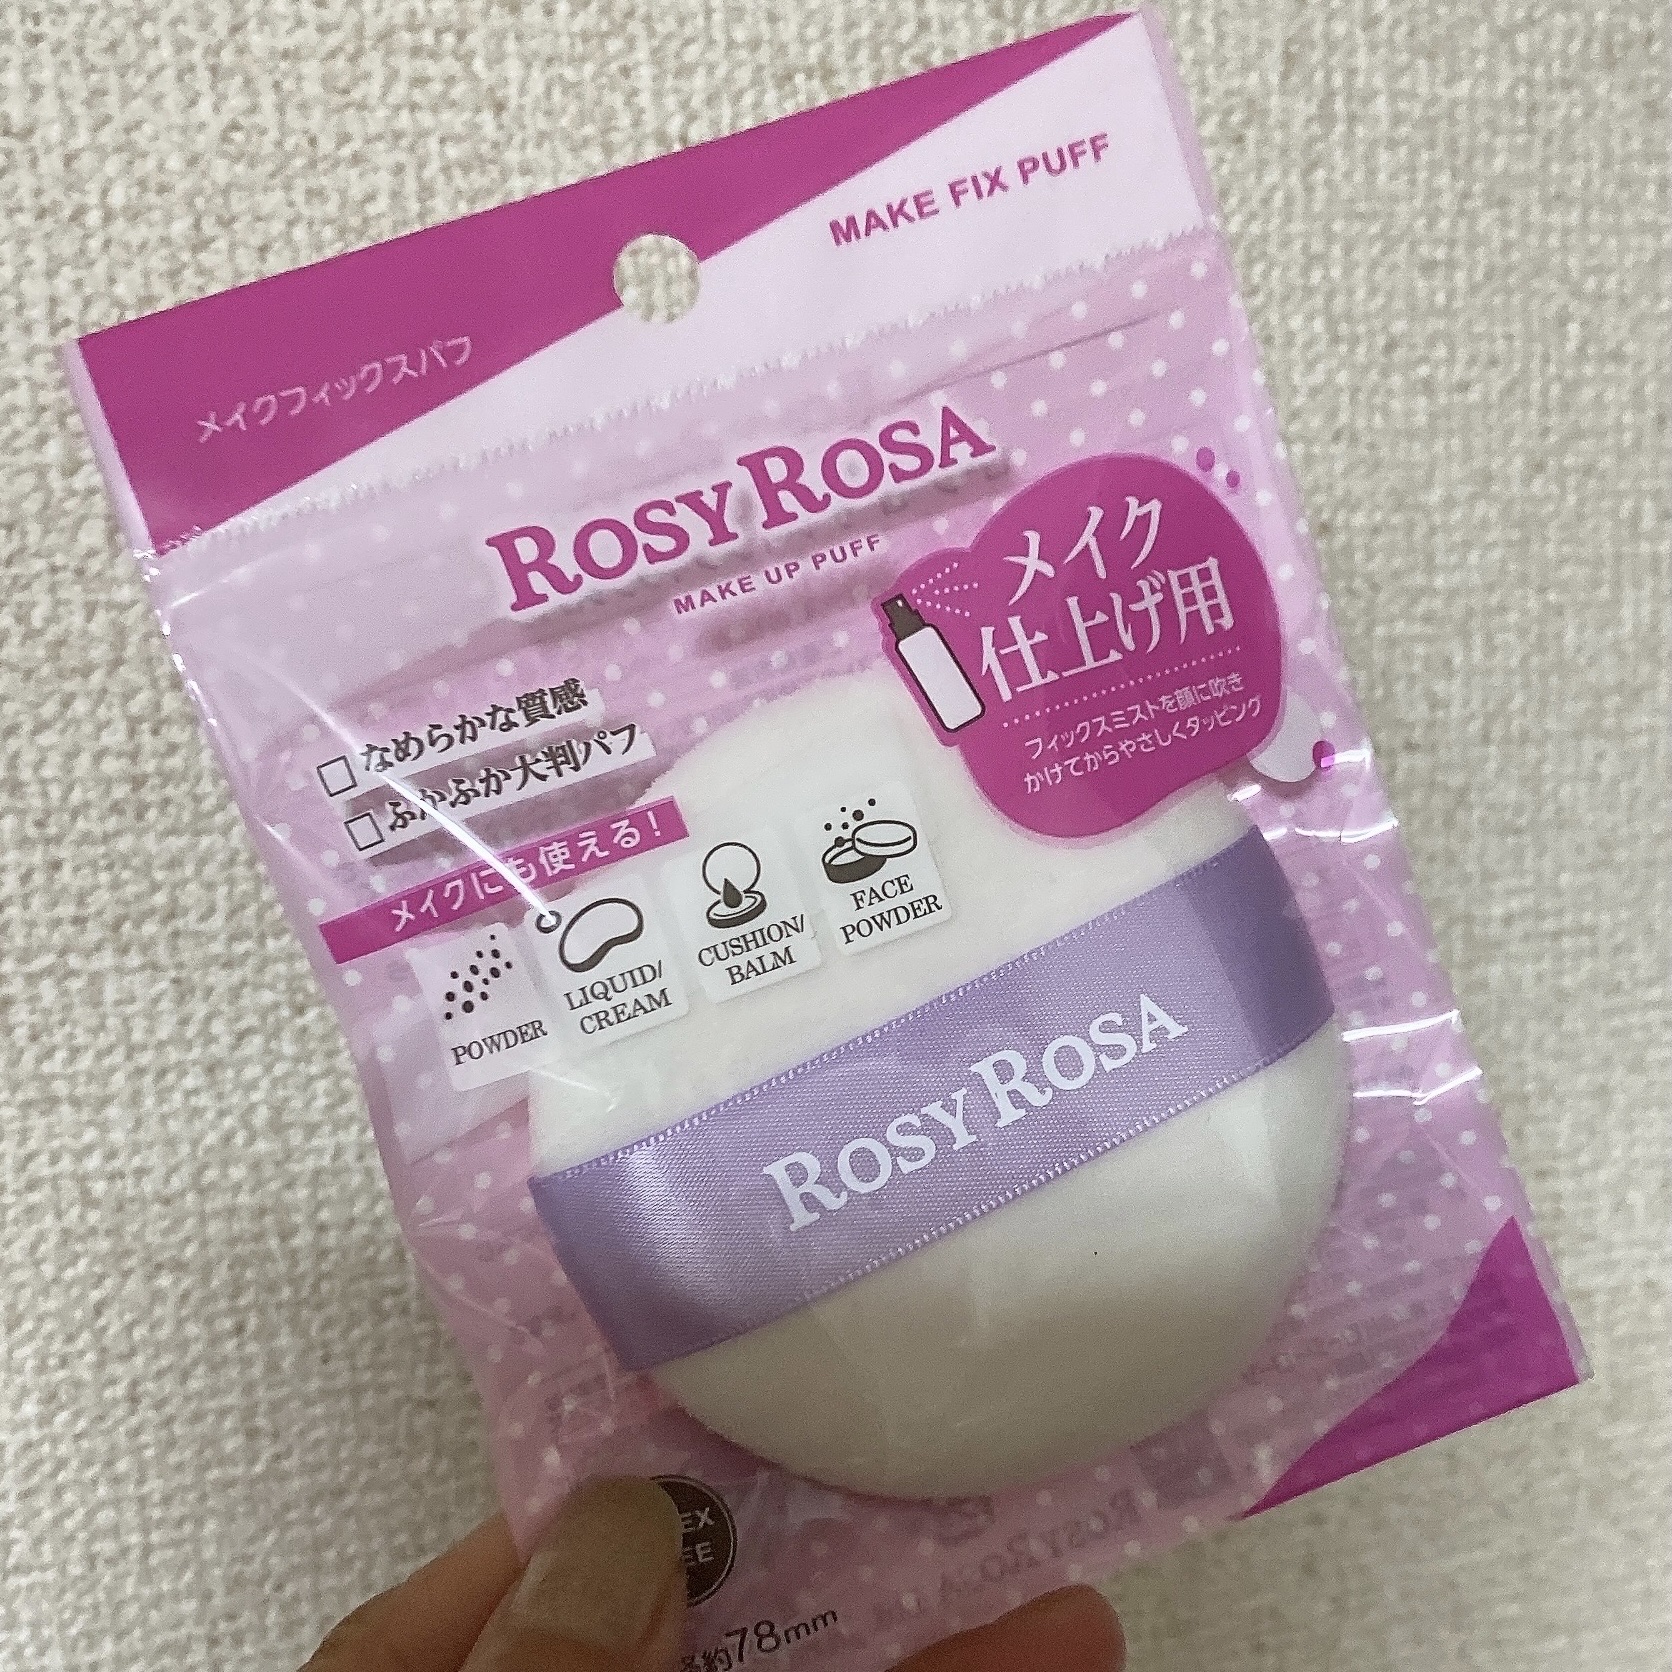 MAKE FIX PUFF
メイクフィックスパフ
ROSY ROSA
MAKE UP PUFF
メイク
仕上げ用
フィックスミストを顔に吹き
かけてからやさしくタッピング
□ なめらかな質感
□ ふかふか大判パフ
メイクにも使える!
POWDER
LIQUID/
CREAM
CUSHION/
BALM
FACE
POWDER
ROSY ROSA
約78mm